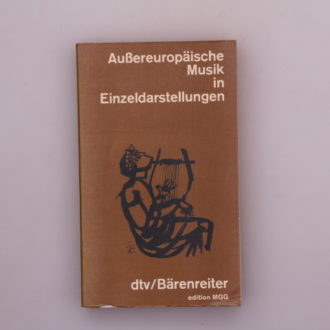 Außereuropäische
Musik
in
Einzeldarstellungen
dtv/Bärenreiter
edition MGG